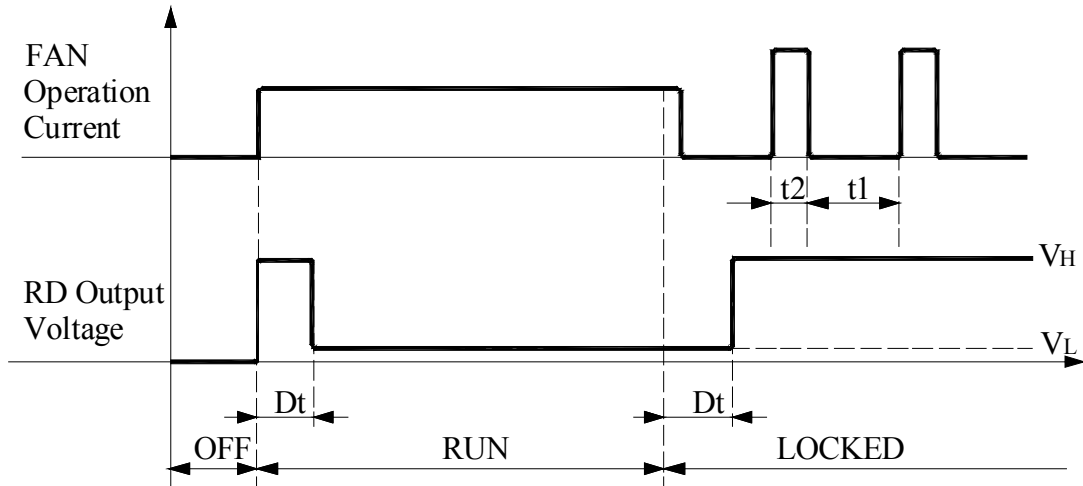 FAN
Operation
Current
t2
t1
RD Output
Voltage
VH
VL
Dt
Dt
OFF
RUN
LOCKED